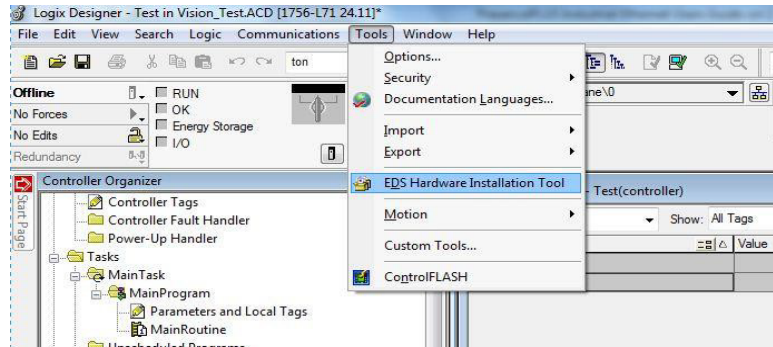 Logix Designer - Test in Vision_Test.ACD [1756-L71 24.11]*
File Edit View Search Logic Communications Tools Window Help
ton
Options...
Security
Documentation Languages...
Import
Export
EDS Hardware Installation Tool
Motion
Custom Tools...
ControlFLASH
Offline
RUN
No Forces
OK
Energy Storage
No Edits
I/O
Redundancy
ne\0
Start Page
Controller Organizer
Controller Tags
Controller Fault Handler
Power-Up Handler
Tasks
MainTask
MainProgram
Parameters and Local Tags
MainRoutine
- Test(controller)
Show: All Tags
Value